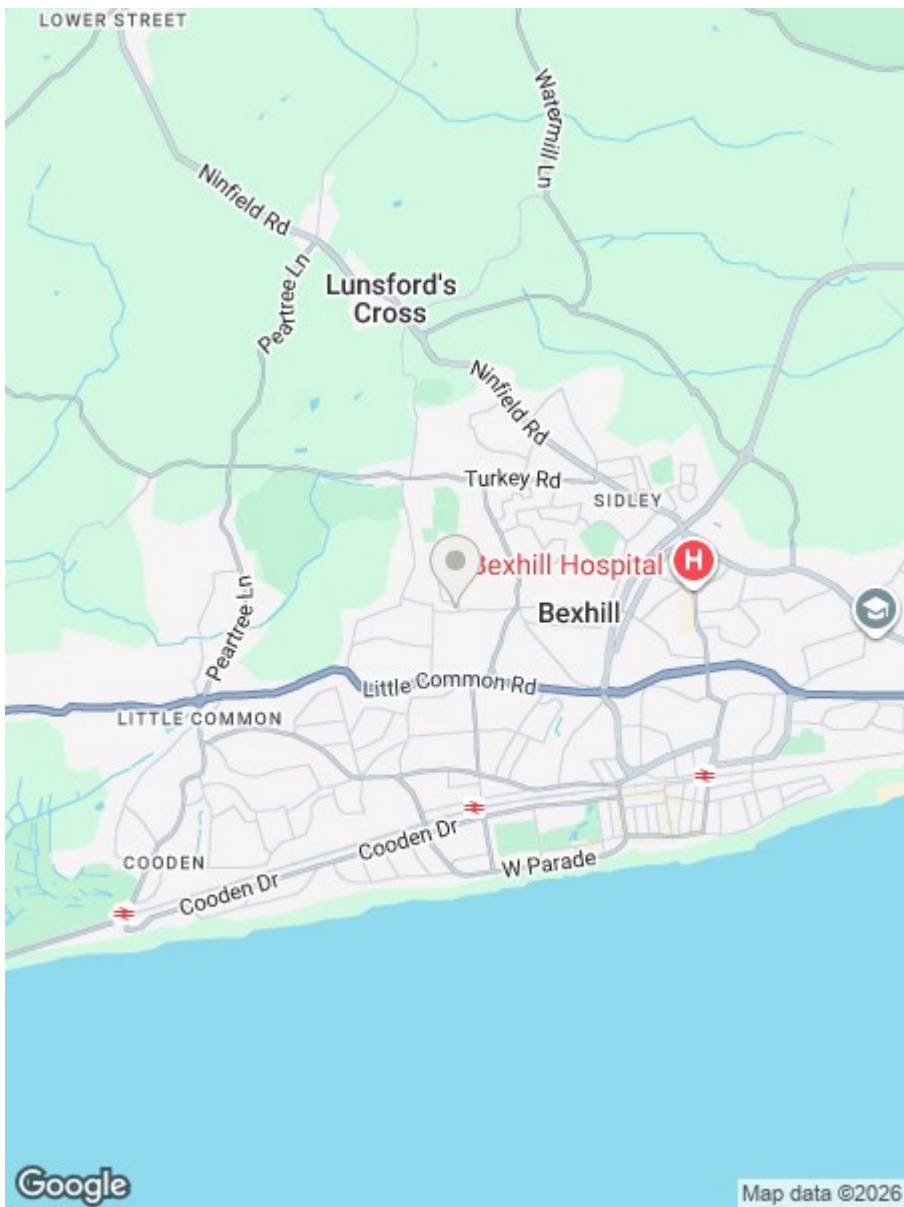 LOWER STREET
Watermill Ln
Ninfield Rd
Peartree Ln
Lunsford's
Cross
Ninfield Rd
Turkey Rd
SIDLEY
Bexhill Hospital
H
Bexhill
Peartree Ln
Little Common Rd
LITTLE COMMON
Cooden Dr
COODEN
W Parade
Cooden Dr
Google
Map data ©2026